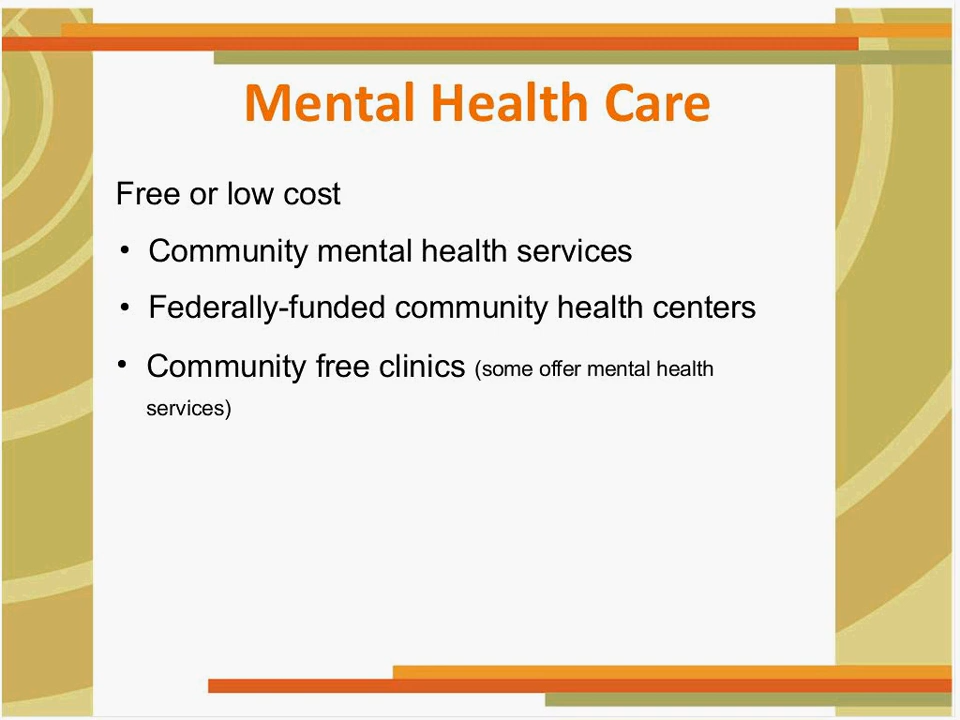 Mental Health Care
Free or low cost
• Community mental health services
• Federally-funded community health centers
• Community free clinics (some offer mental health
services)